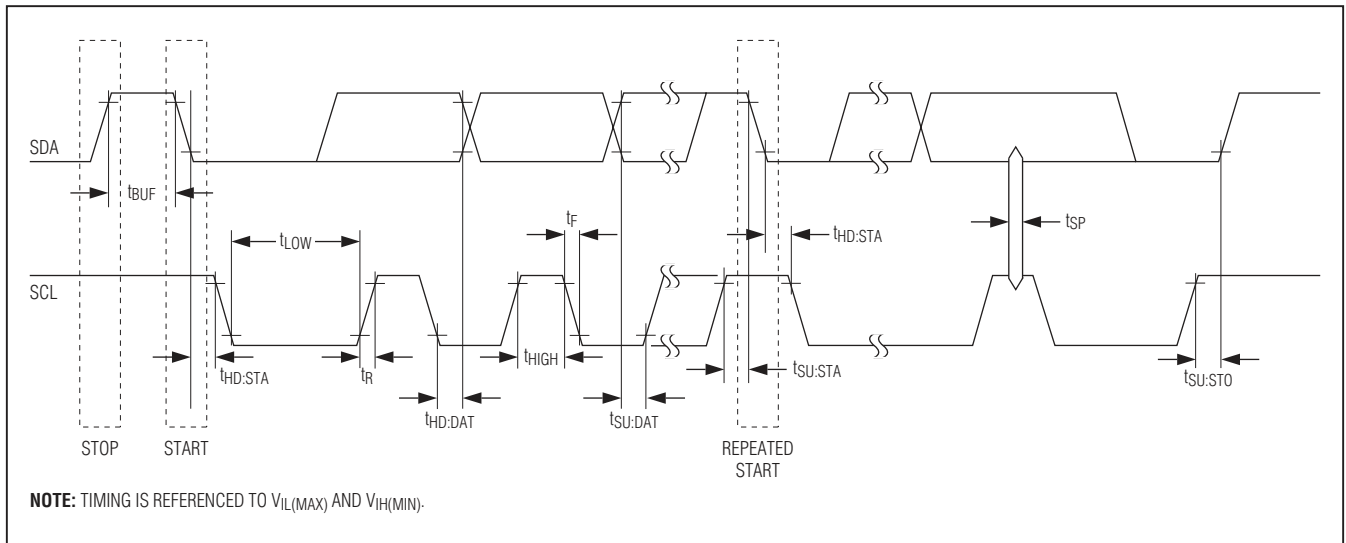 SDA
tBUF
tLOW
tF
tHD:STA
tSP
SCL
tHD:STA
tR
tHIGH
tHD:DAT
tSU:DAT
tSU:STA
tSU:STO
STOP
START
REPEATED
START
NOTE: TIMING IS REFERENCED TO VIL(MAX) AND VIH(MIN).